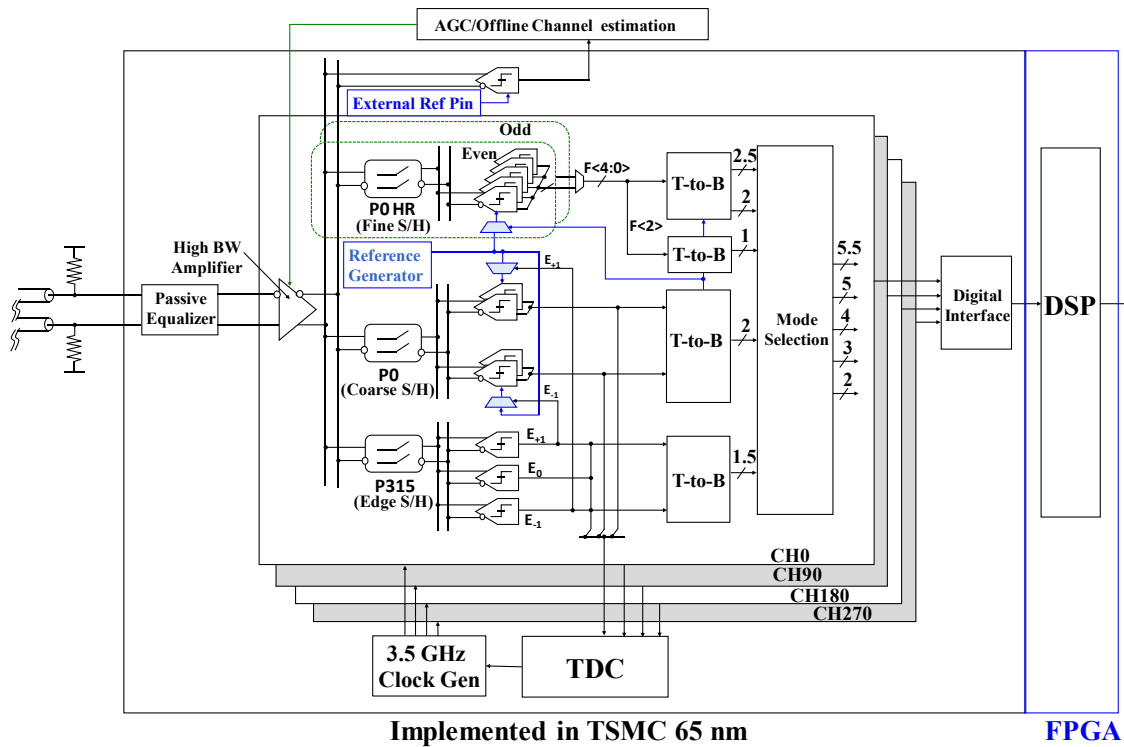 AGC/Offline Channel estimation
External Ref Pin
Odd
Even
F<4:0>
P0 HR
(Fine S/H)
F<2>
T-to-B
2.5
2
T-to-B
1
High BW
Amplifier
Reference
Generator
E+1
Passive
Equalizer
P0
(Coarse S/H)
E-1
T-to-B
2
Mode
Selection
5.5
5
4
3
2
Digital
Interface
DSP
P315
(Edge S/H)
E+1
E0
E-1
T-to-B
1.5
CH0
CH90
CH180
CH270
3.5 GHz
Clock Gen
TDC
Implemented in TSMC 65 nm
FPGA